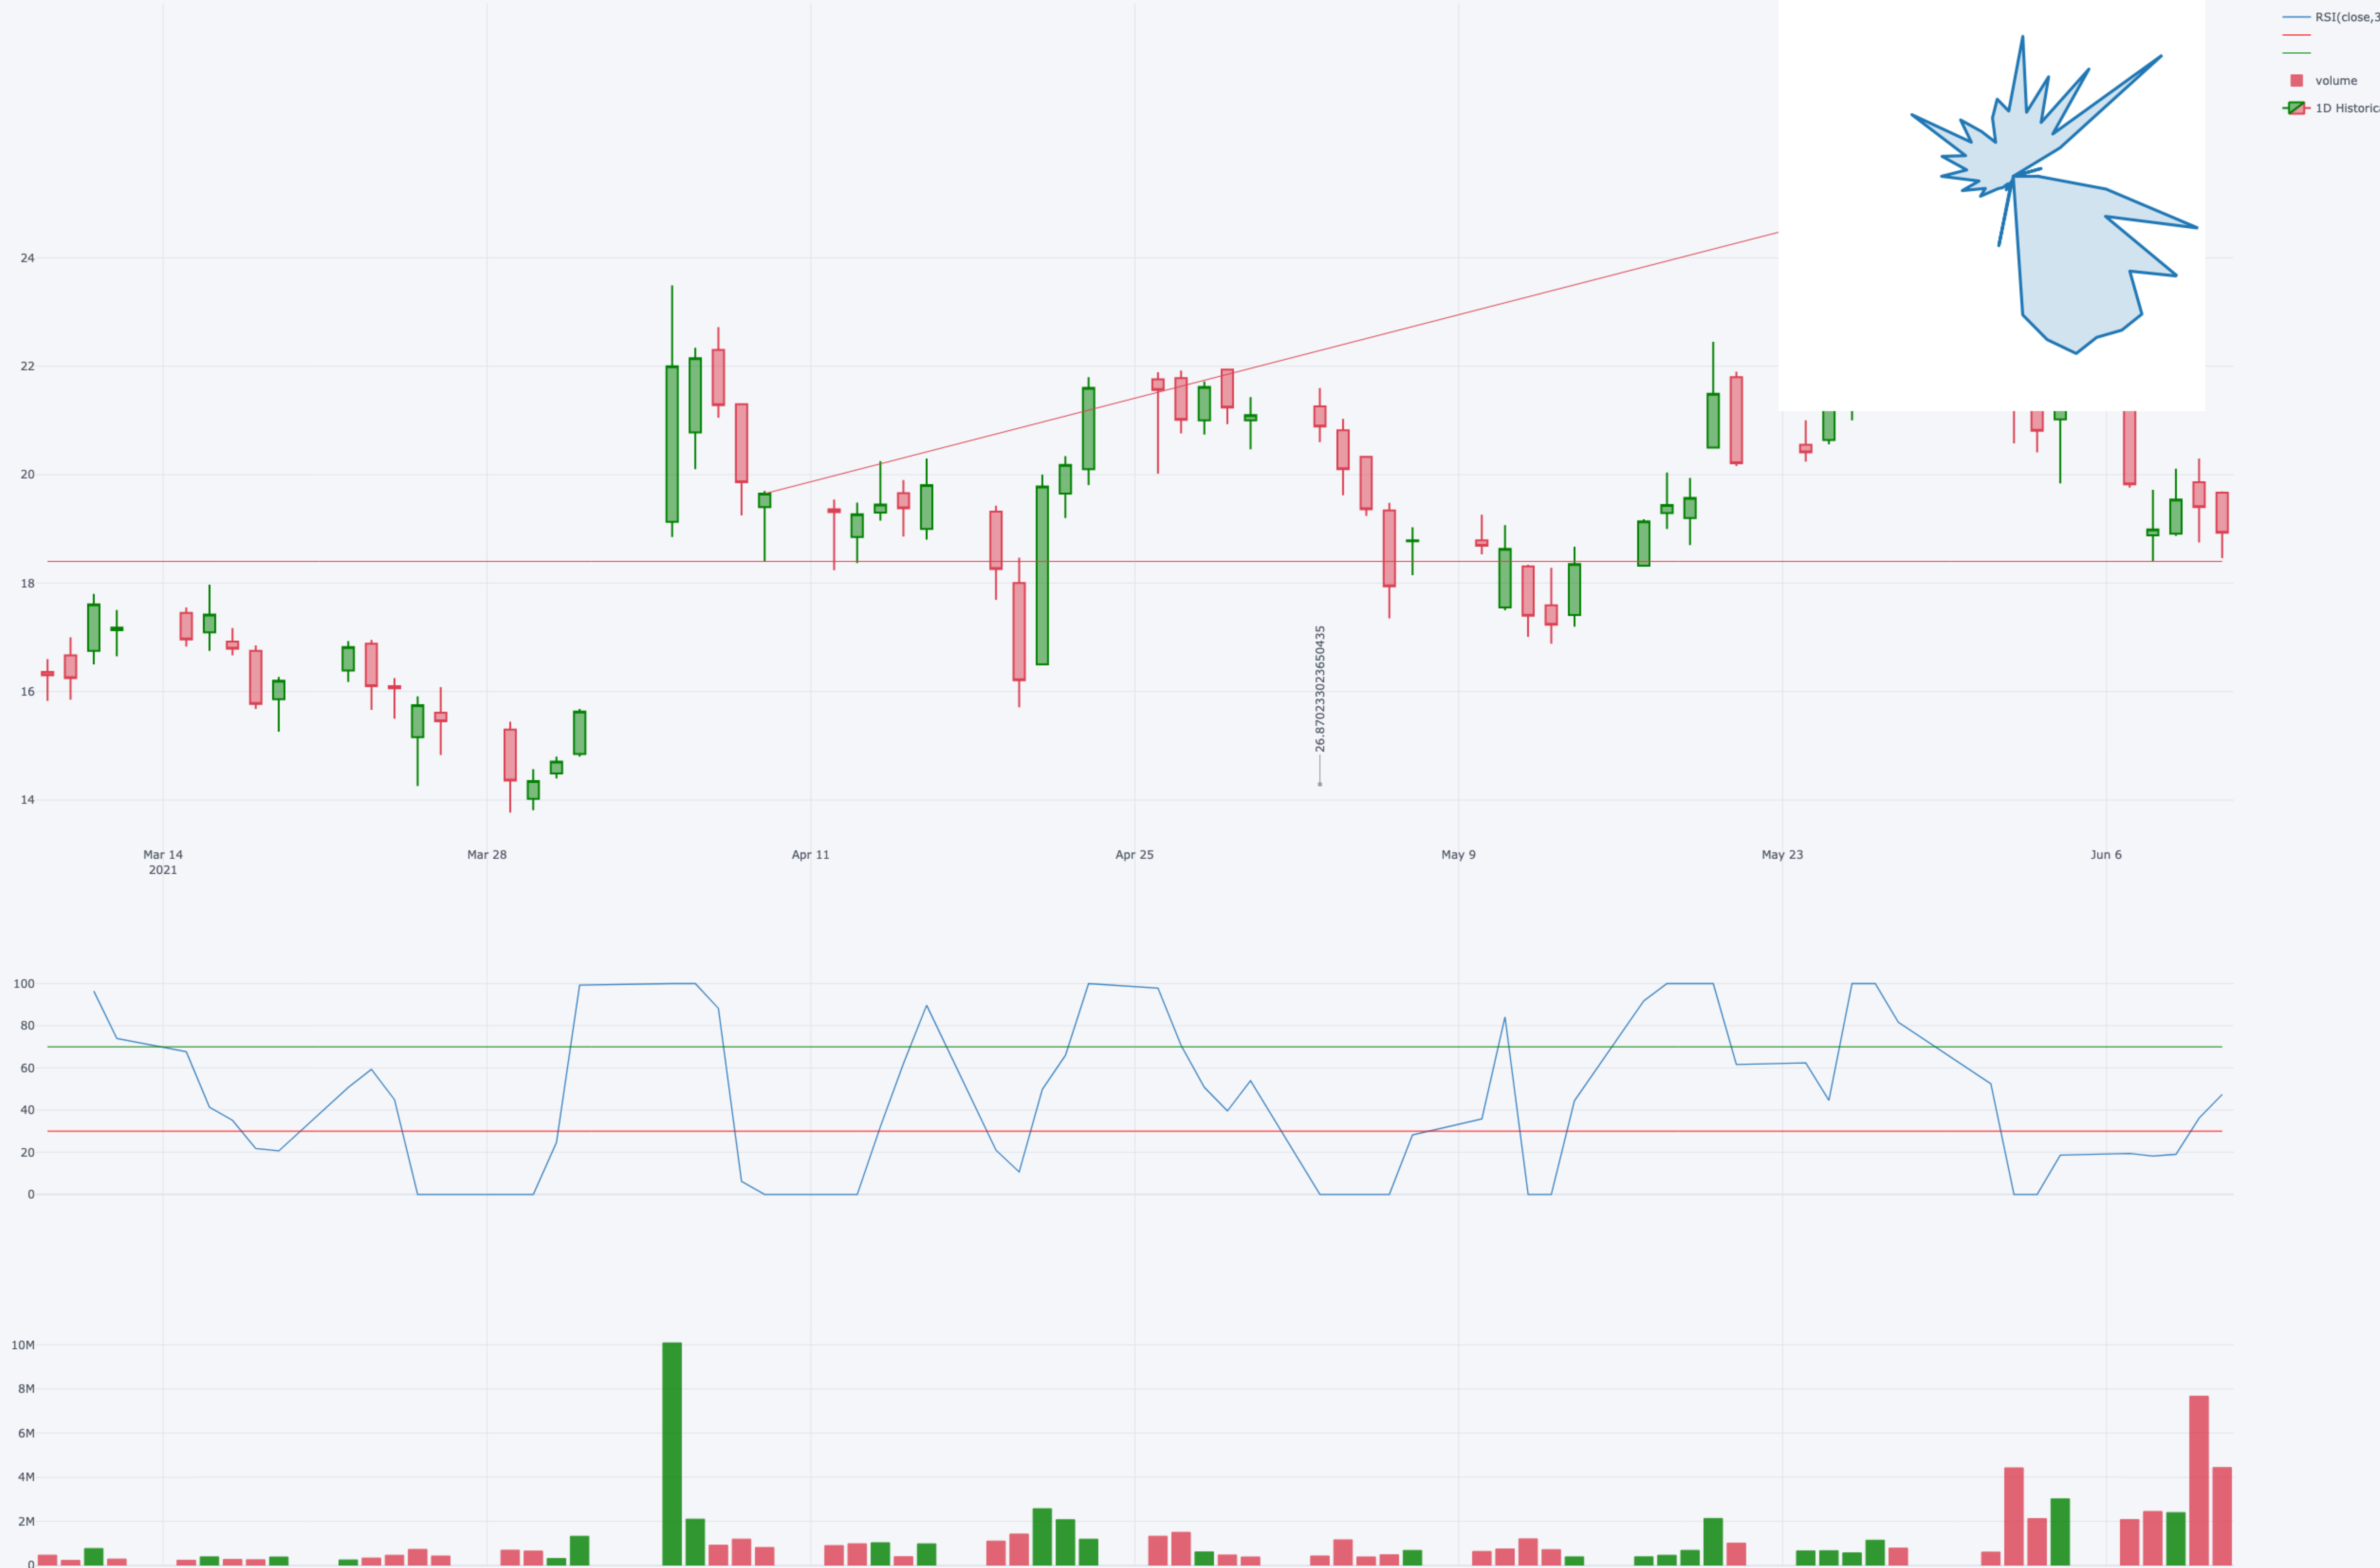 RSI(close,3
volume
1D Historica
24
22
20
18
16
14
26.870233023650435
Mar 14
2021
Mar 28
Apr 11
Apr 25
May 9
May 23
Jun 6
100
80
60
40
20
0
10M
8M
6M
4M
2M
0